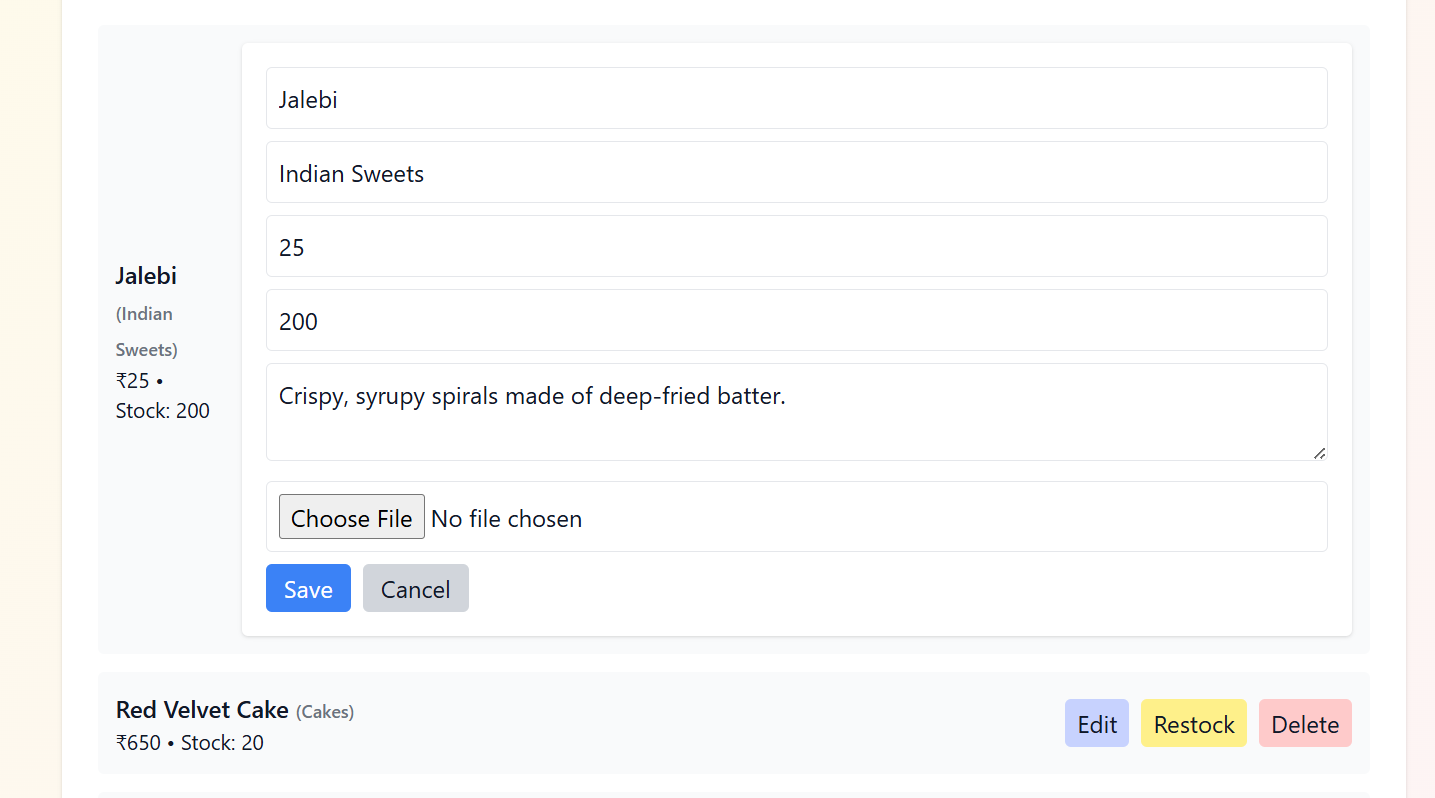 Jalebi
(Indian
Sweets)
₹25 •
Stock: 200
Jalebi
Indian Sweets
25
200
Crispy, syrupy spirals made of deep-fried batter.
Choose File No file chosen
Save Cancel
Red Velvet Cake (Cakes)
₹650 • Stock: 20
Edit Restock Delete